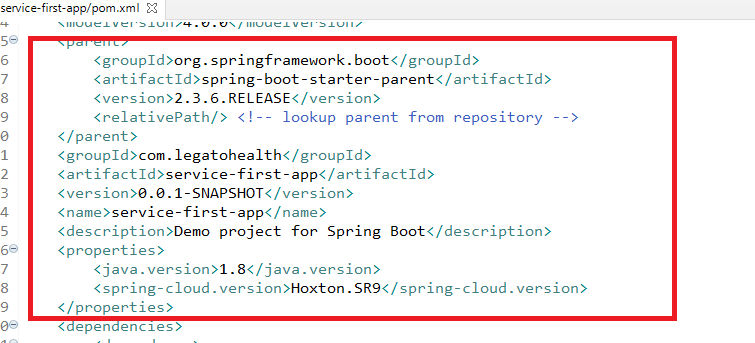 service-first-app/pom.xml
4 <modelVersion>4.0.0</modelVersion>
5 <parent>
6 <groupId>org.springframework.boot</groupId>
7 <artifactId>spring-boot-starter-parent</artifactId>
8 <version>2.3.6.RELEASE</version>
9 <relativePath/> <!-- lookup parent from repository -->
0 </parent>
1 <groupId>com.legatohealth</groupId>
2 <artifactId>service-first-app</artifactId>
3 <version>0.0.1-SNAPSHOT</version>
4 <name>service-first-app</name>
5 <description>Demo project for Spring Boot</description>
6 <properties>
7 <java.version>1.8</java.version>
8 <spring-cloud.version>Hoxton.SR9</spring-cloud.version>
9 </properties>
0 <dependencies>